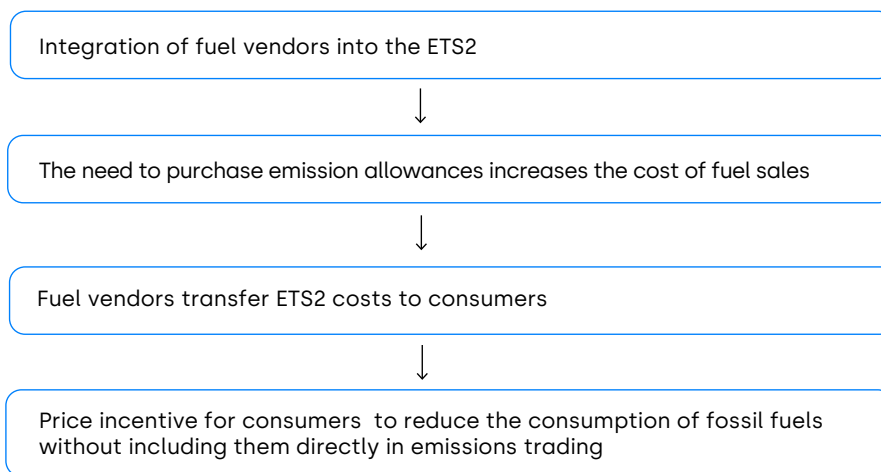 Integration of fuel vendors into the ETS2
The need to purchase emission allowances increases the cost of fuel sales
Fuel vendors transfer ETS2 costs to consumers
Price incentive for consumers  to reduce the consumption of fossil fuels
without including them directly in emissions trading